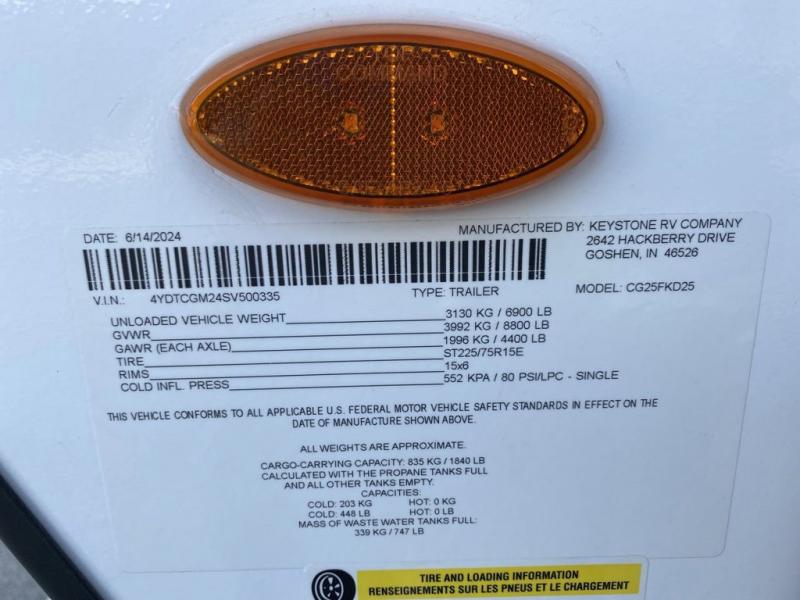 COMMAND
DATE: 6/14/2024
MANUFACTURED BY: KEYSTONE RV COMPANY
2642 HACKBERRY DRIVE
GOSHEN, IN 46526
V.I.N.: 4YDTCGM24SV500335 TYPE: TRAILER MODEL: CG25FKD25
UNLOADED VEHICLE WEIGHT 3130 KG / 6900 LB
GVWR 3992 KG / 8800 LB
GAWR (EACH AXLE) 1996 KG / 4400 LB
TIRE ST225/75R15E
RIMS 15x6
COLD INFL. PRESS 552 KPA / 80 PSI/LPC - SINGLE
THIS VEHICLE CONFORMS TO ALL APPLICABLE U.S. FEDERAL MOTOR VEHICLE SAFETY STANDARDS IN EFFECT ON THE
DATE OF MANUFACTURE SHOWN ABOVE.
ALL WEIGHTS ARE APPROXIMATE.
CARGO-CARRYING CAPACITY: 835 KG / 1840 LB
CALCULATED WITH THE PROPANE TANKS FULL
AND ALL OTHER TANKS EMPTY.
CAPACITIES:
COLD: 203 KG HOT: 0 KG
COLD: 448 LB HOT: 0 LB
MASS OF WASTE WATER TANKS FULL:
339 KG / 747 LB
TIRE AND LOADING INFORMATION
RENSEIGNEMENTS SUR LES PNEUS ET LE CHARGEMENT